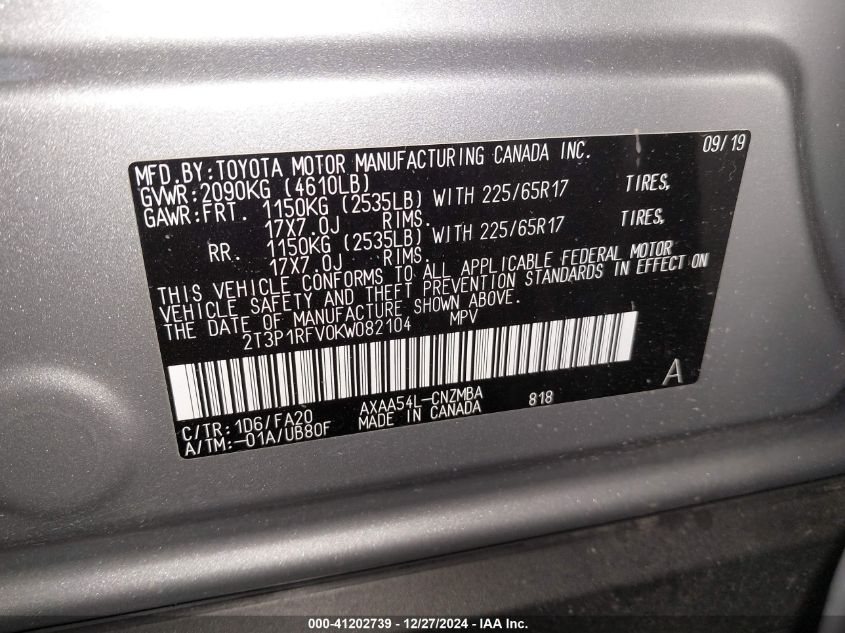 MFD.BY:TOYOTA MOTOR MANUFACTURING CANADA INC. 09/19
GVWR:2090KG (4610LB)
GAWR:FRT. 1150KG (2535LB) WITH 225/65R17 TIRES,
17X7.0J RIMS.
RR. 1150KG (2535LB) WITH 225/65R17 TIRES,
17X7.0J RIMS.
THIS VEHICLE CONFORMS TO ALL APPLICABLE FEDERAL MOTOR
VEHICLE SAFETY AND THEFT PREVENTION STANDARDS IN EFFECT ON
THE DATE OF MANUFACTURE SHOWN ABOVE.
2T3P1RFV0KW082104 MPV
A
C/TR:1D6/FA20 AXAA54L-CNZMBA 818
A/TM:-01A/UB80F MADE IN CANADA
000-41202739 - 12/27/2024 - IAA Inc.